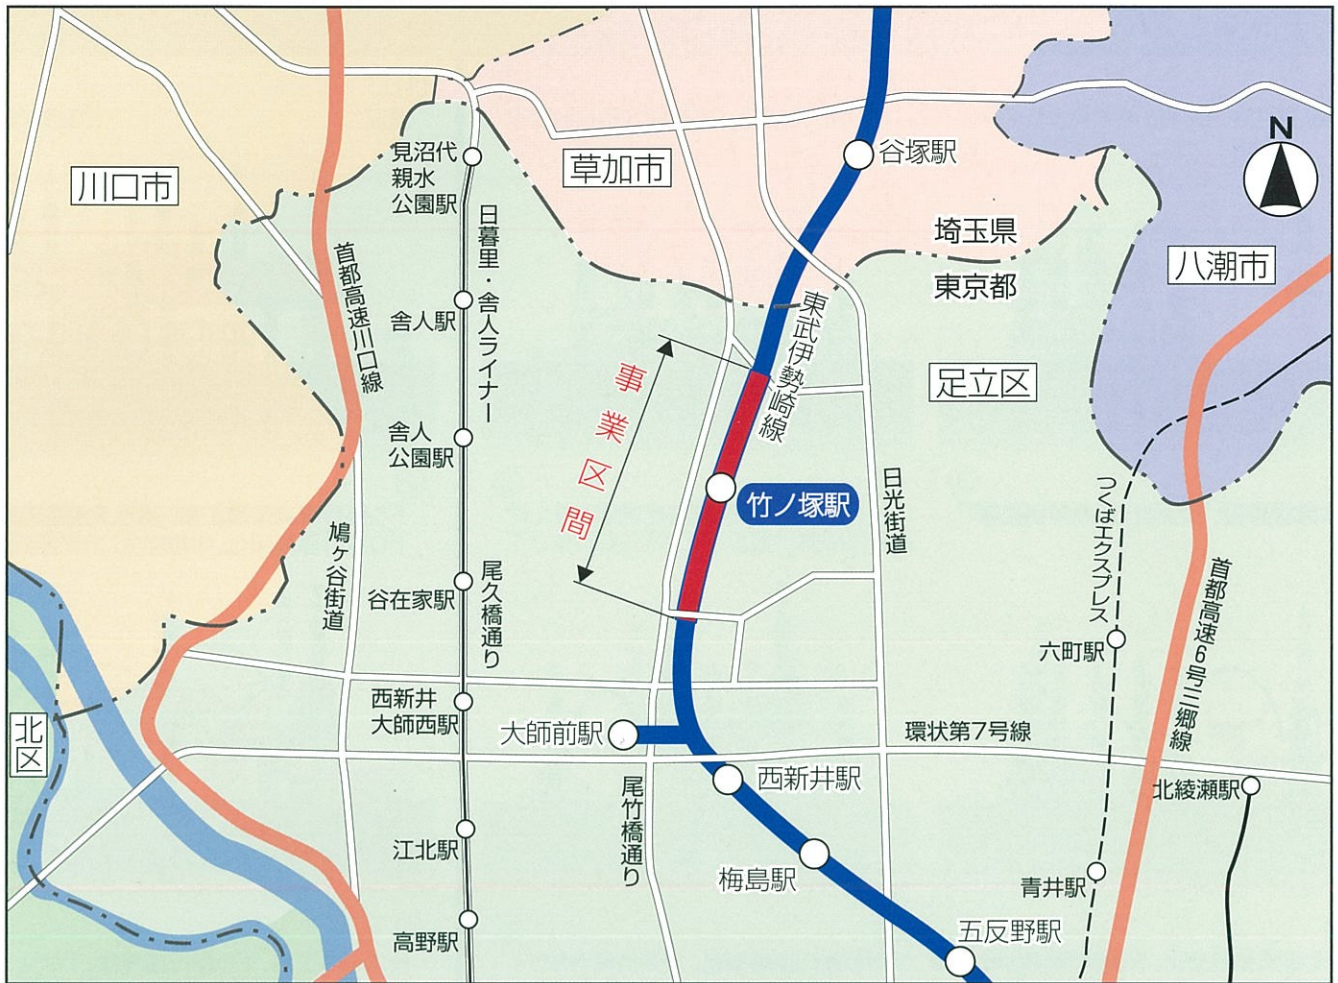 N
川口市
見沼代
親水
公園駅
草加市
谷塚駅
埼玉県
東京都
八潮市
首都高速川口線
日暮里・舎人ライナー
舎人駅
東武伊勢崎線
足立区
事業区間
舎人
公園駅
竹ノ塚駅
日光街道
つくばエクスプレス
鳩ヶ谷街道
谷在家駅
尾久橋通り
六町駅
首都高速6号三郷線
北区
西新井
大師西駅
大師前駅
環状第7号線
西新井駅
北綾瀬駅
尾竹橋通り
江北駅
梅島駅
青井駅
高野駅
五反野駅